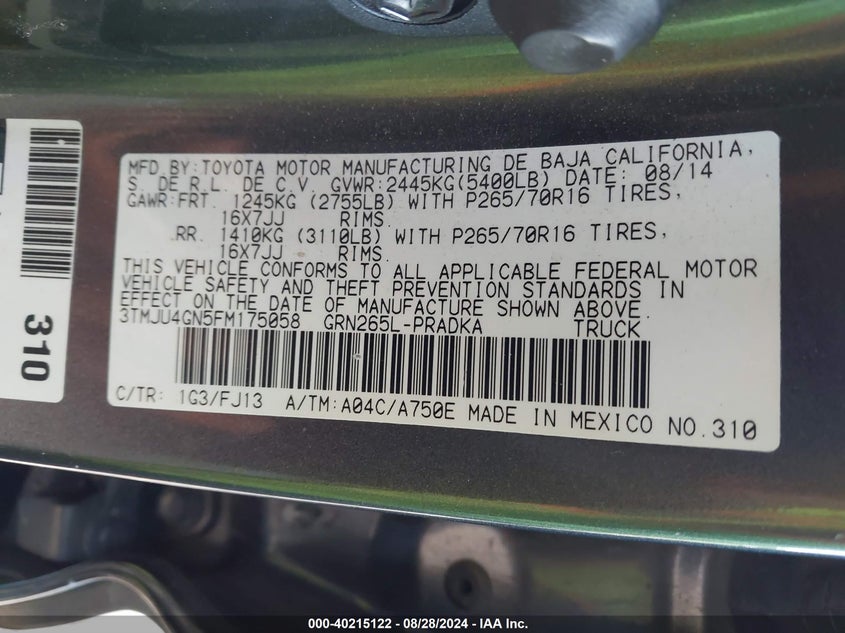 MFD.BY:TOYOTA MOTOR MANUFACTURING DE BAJA CALIFORNIA,
S. DE R.L. DE C.V. GVWR:2445KG(5400LB) DATE: 08/14
GAWR:FRT. 1245KG (2755LB) WITH P265/70R16 TIRES,
16X7JJ RIMS
RR. 1410KG (3110LB) WITH P265/70R16 TIRES,
16X7JJ RIMS
THIS VEHICLE CONFORMS TO ALL APPLICABLE FEDERAL MOTOR
VEHICLE SAFETY AND THEFT PREVENTION STANDARDS IN
EFFECT ON THE DATE OF MANUFACTURE SHOWN ABOVE.
3TMJU4GN5FM175058 GRN265L-PRADKA TRUCK
C/TR: 1G3/FJ13 A/TM:A04C/A750E MADE IN MEXICO NO.310
310
000-40215122 - 08/28/2024 - IAA Inc.